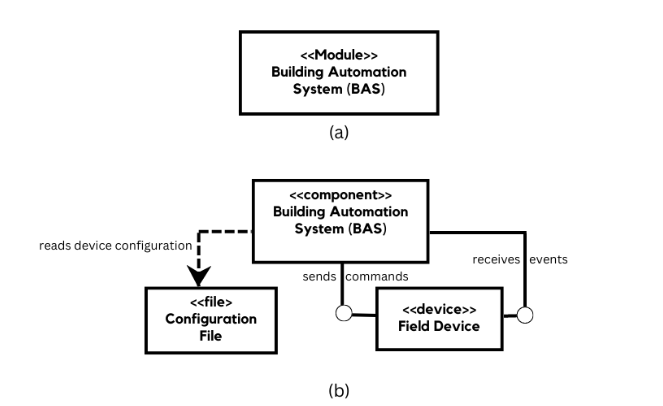 <<Module>>
Building Automation
System (BAS)
(a)
<<component>>
Building Automation
System (BAS)
reads device configuration
receives events
sends commands
<<file>
Configuration
File
<<device>>
Field Device
(b)